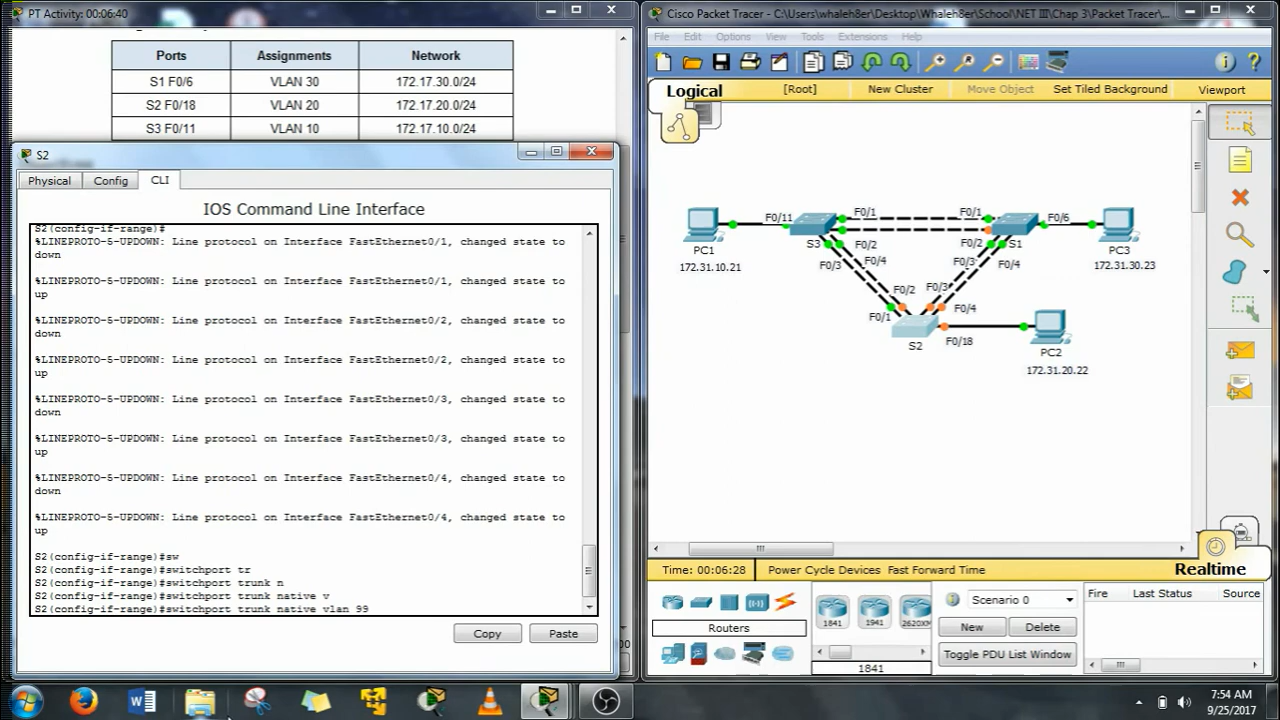 PT Activity: 00:06:40
Ports Assignments Network
S1 F0/6 VLAN 30 172.17.30.0/24
S2 F0/18 VLAN 20 172.17.20.0/24
S3 F0/11 VLAN 10 172.17.10.0/24
S2
Physical Config CLI
IOS Command Line Interface
S2(config-if-range)#
%LINEPROTO-5-UPDOWN: Line protocol on Interface FastEthernet0/1, changed state to
down
%LINEPROTO-5-UPDOWN: Line protocol on Interface FastEthernet0/1, changed state to
up
%LINEPROTO-5-UPDOWN: Line protocol on Interface FastEthernet0/2, changed state to
down
%LINEPROTO-5-UPDOWN: Line protocol on Interface FastEthernet0/2, changed state to
up
%LINEPROTO-5-UPDOWN: Line protocol on Interface FastEthernet0/3, changed state to
down
%LINEPROTO-5-UPDOWN: Line protocol on Interface FastEthernet0/3, changed state to
up
%LINEPROTO-5-UPDOWN: Line protocol on Interface FastEthernet0/4, changed state to
down
%LINEPROTO-5-UPDOWN: Line protocol on Interface FastEthernet0/4, changed state to
up
S2(config-if-range)#sw
S2(config-if-range)#switchport tr
S2(config-if-range)#switchport trunk n
S2(config-if-range)#switchport trunk native v
S2(config-if-range)#switchport trunk native vlan 99
Copy Paste
Cisco Packet Tracer - C:\Users\whaleh8er\Desktop\Whaleh8er\School\NET III\Chap 3\Packet Tracer\...
File Edit Options View Tools Extensions Help
Logical [Root] New Cluster Move Object Set Tiled Background Viewport
F0/11 F0/1 F0/1 F0/6
PC1 S3 F0/2 F0/2 S1 PC3
172.31.10.21 F0/3 F0/4 F0/3 F0/4 172.31.30.23
F0/2 F0/3
F0/1 F0/4
S2 F0/18 PC2
172.31.20.22
Time: 00:06:28 Power Cycle Devices Fast Forward Time Realtime
Routers
1841 1941 2620XM
1841
Scenario 0
New Delete
Toggle PDU List Window
Fire Last Status Source
7:54 AM
9/25/2017